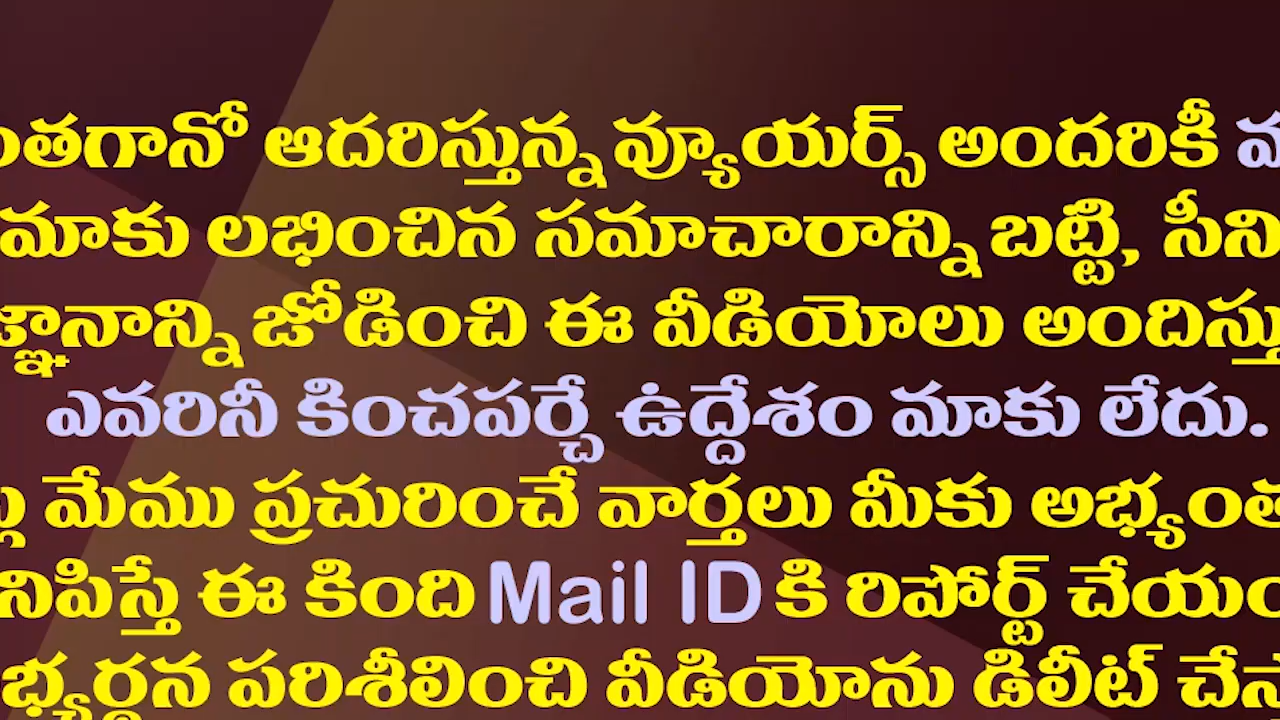 ంతగానో ఆదరిస్తున్న వ్యూయర్స్ అందరికీ
మాకు లభించిన సమాచారాన్ని బట్టి, సీని
జ్ఞానాన్ని జోడించి ఈ వీడియోలు అందిస్తు
ఎవరినీ కించపర్చే ఉద్దేశం మాకు లేదు.
మేము ప్రచురించే వార్తలు మీకు అభ్యంత
నిపిస్తే ఈ కింది Mail ID కి రిపోర్ట్ చేయం
భ్యర్థన పరిశీలించి వీడియోను డిలీట్ చేస